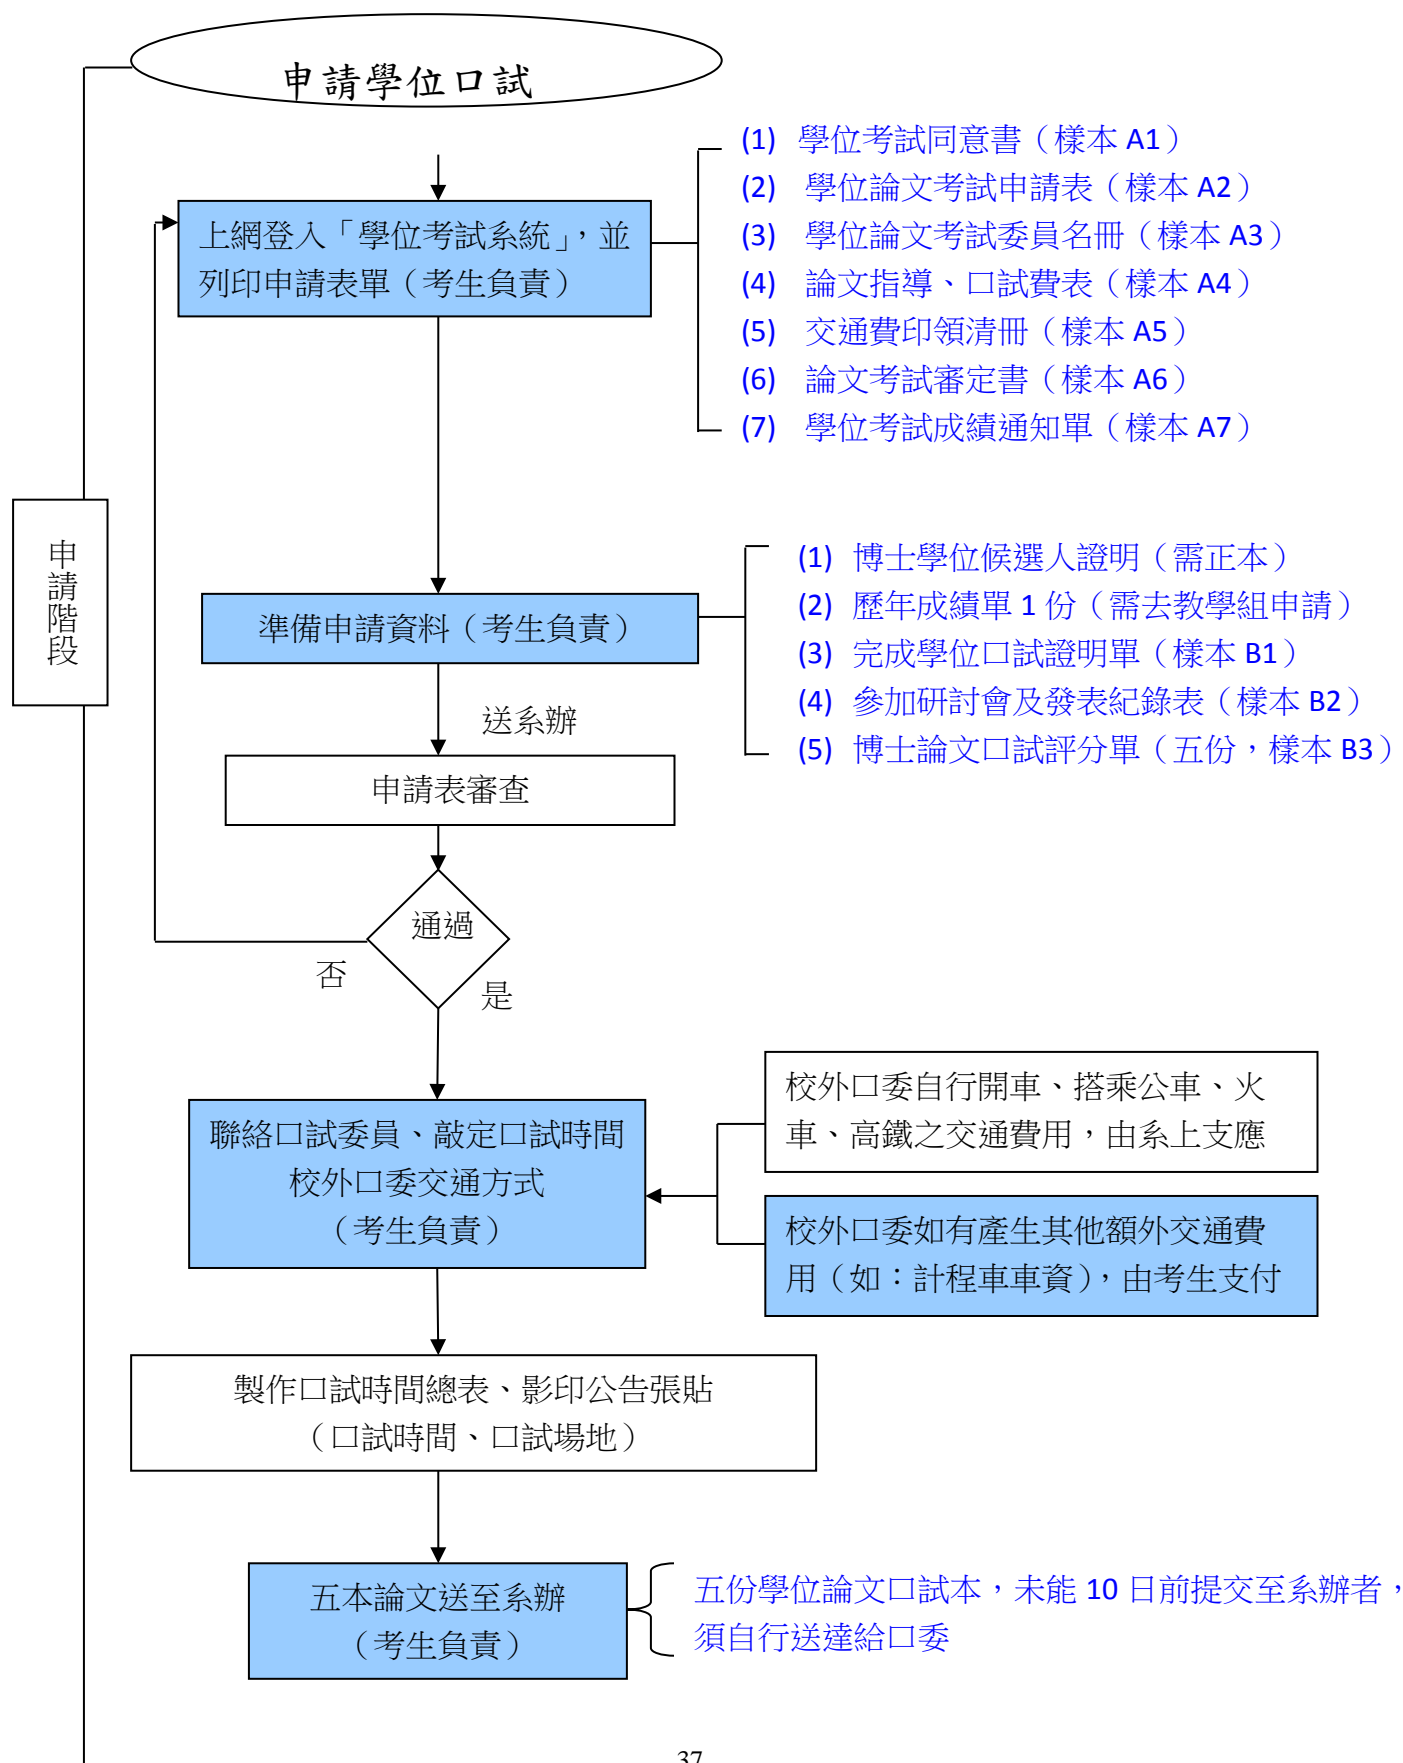 申請學位口試
上網登入「學位考試系統」，並
列印申請表單（考生負責）
(1) 學位考試同意書（樣本 A1）
(2) 學位論文考試申請表（樣本 A2）
(3) 學位論文考試委員名冊（樣本 A3）
(4) 論文指導、口試費表（樣本 A4）
(5) 交通費印領清冊（樣本 A5）
(6) 論文考試審定書（樣本 A6）
(7) 學位考試成績通知單（樣本 A7）
申請階段
準備申請資料（考生負責）
(1) 博士學位候選人證明（需正本）
(2) 歷年成績單 1 份（需去教學組申請）
(3) 完成學位口試證明單（樣本 B1）
(4) 參加研討會及發表紀錄表（樣本 B2）
(5) 博士論文口試評分單（五份，樣本 B3）
送系辦
申請表審查
通過
否
是
聯絡口試委員、敲定口試時間
校外口委交通方式
（考生負責）
校外口委自行開車、搭乘公車、火
車、高鐵之交通費用，由系上支應
校外口委如有產生其他額外交通費
用（如：計程車車資），由考生支付
製作口試時間總表、影印公告張貼
（口試時間、口試場地）
五本論文送至系辦
（考生負責）
五份學位論文口試本，未能 10 日前提交至系辦者，
須自行送達給口委
37